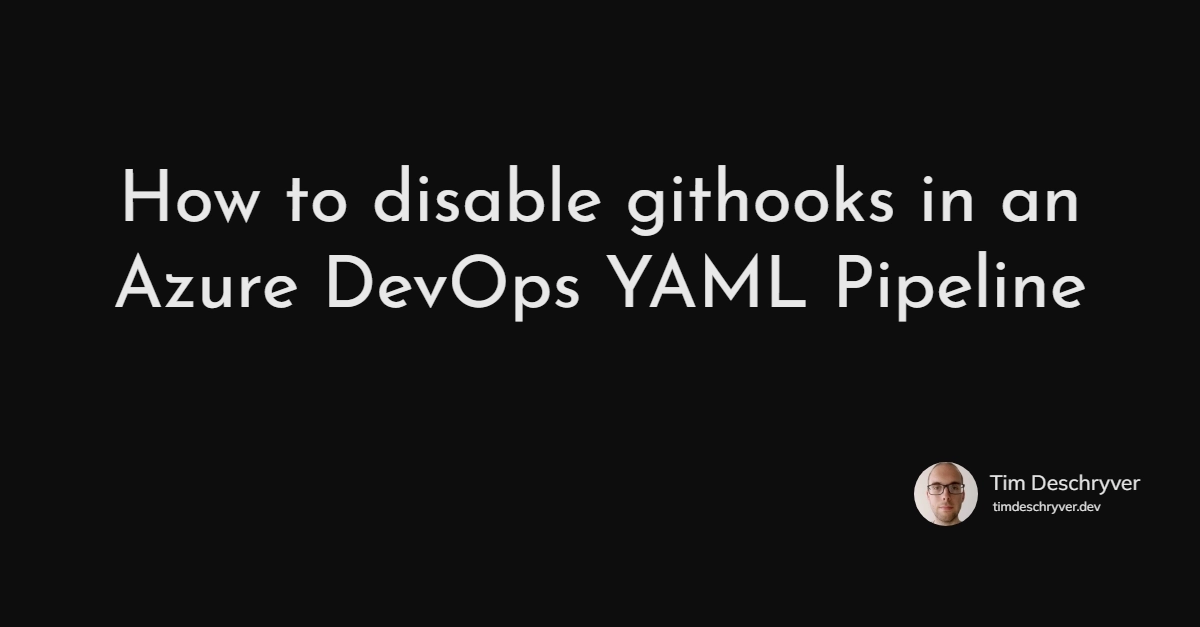 How to disable githooks in an
Azure DevOps YAML Pipeline
Tim Deschryver
timdeschryver.dev